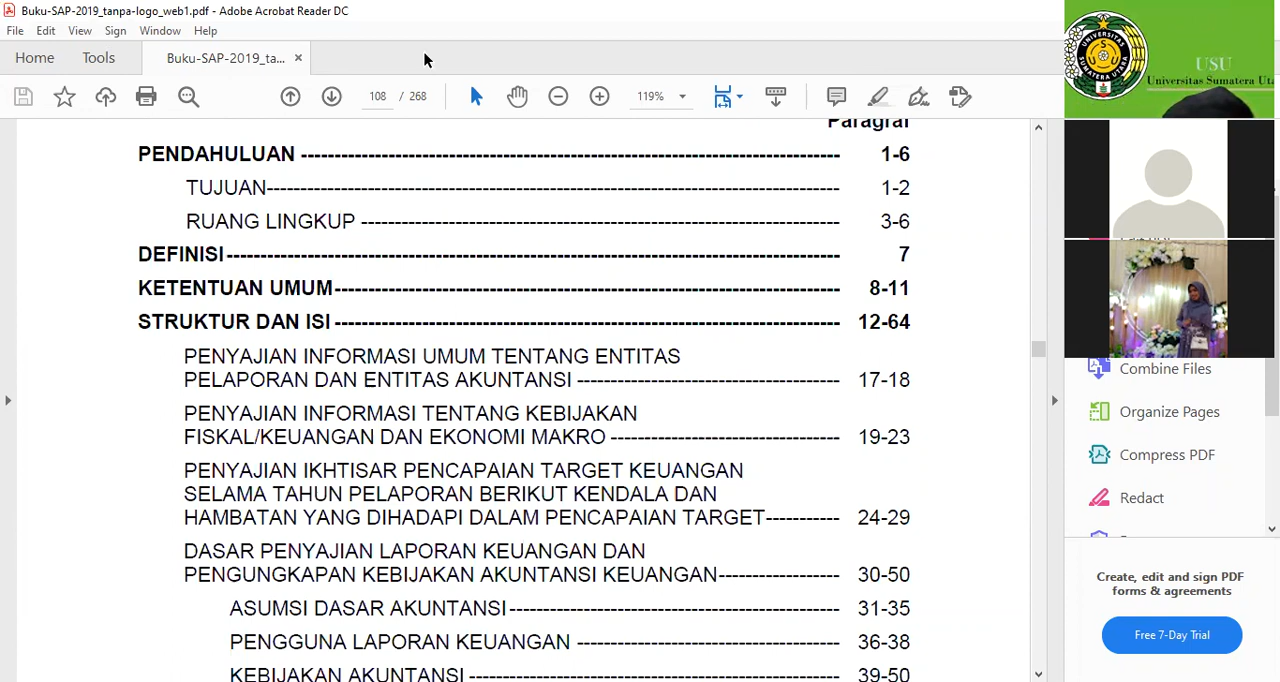 Buku-SAP-2019_tanpa-logo_web1.pdf - Adobe Acrobat Reader DC
File Edit View Sign Window Help
Home Tools Buku-SAP-2019_ta... ×
108 / 268 119%
Paragraf
PENDAHULUAN ---------------------------------------------------------------------------------- 1-6
TUJUAN-------------------------------------------------------------------------------------- 1-2
RUANG LINGKUP ------------------------------------------------------------------------ 3-6
DEFINISI-------------------------------------------------------------------------------------------- 7
KETENTUAN UMUM---------------------------------------------------------------------------- 8-11
STRUKTUR DAN ISI ---------------------------------------------------------------------------- 12-64
PENYAJIAN INFORMASI UMUM TENTANG ENTITAS
PELAPORAN DAN ENTITAS AKUNTANSI --------------------------------------- 17-18
PENYAJIAN INFORMASI TENTANG KEBIJAKAN
FISKAL/KEUANGAN DAN EKONOMI MAKRO ---------------------------------- 19-23
PENYAJIAN IKHTISAR PENCAPAIAN TARGET KEUANGAN
SELAMA TAHUN PELAPORAN BERIKUT KENDALA DAN
HAMBATAN YANG DIHADAPI DALAM PENCAPAIAN TARGET----------- 24-29
DASAR PENYAJIAN LAPORAN KEUANGAN DAN
PENGUNGKAPAN KEBIJAKAN AKUNTANSI KEUANGAN------------------ 30-50
ASUMSI DASAR AKUNTANSI------------------------------------------------- 31-35
PENGGUNA LAPORAN KEUANGAN --------------------------------------- 36-38
KEBIJAKAN AKUNTANSI ------------------------------------------------------- 39-50
UNIVERSITAS
SUMATERA UTARA
USU
Universitas Sumatera Uta
Combine Files
Organize Pages
Compress PDF
Redact
Create, edit and sign PDF
forms & agreements
Free 7-Day Trial